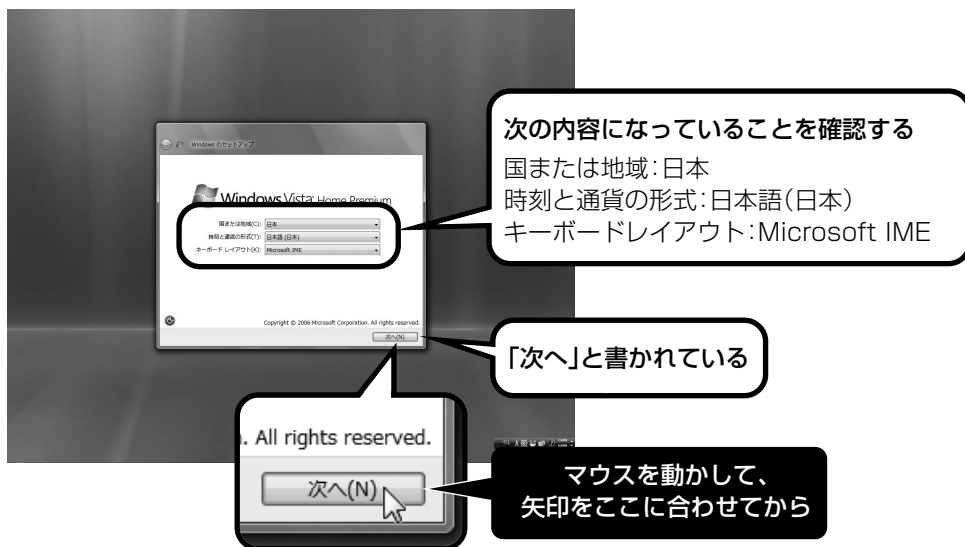 Windows のセットアップ
Windows Vista Home Premium
国または地域(C): 日本
時刻と通貨の形式(T): 日本語 (日本)
キーボード レイアウト(K): Microsoft IME
Copyright © 2006 Microsoft Corporation. All rights reserved.
次へ(N)
次の内容になっていることを確認する
国または地域:日本
時刻と通貨の形式:日本語(日本)
キーボードレイアウト:Microsoft IME
「次へ」と書かれている
. All rights reserved.
次へ(N)
マウスを動かして、
矢印をここに合わせてから